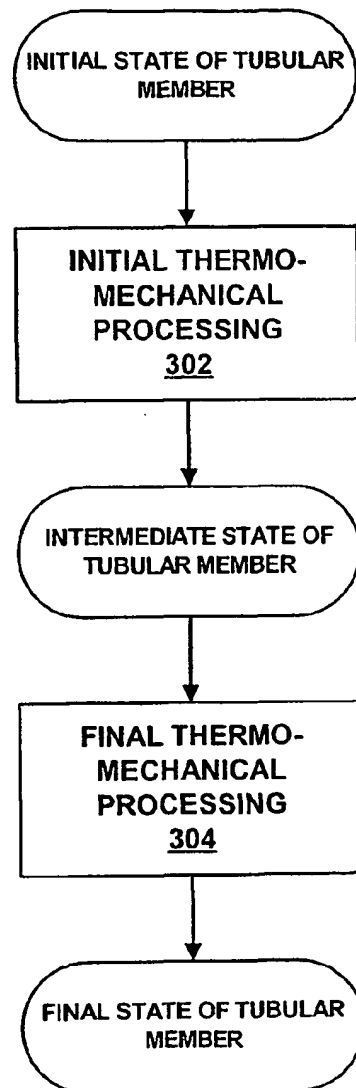 INITIAL STATE OF TUBULAR
MEMBER
INITIAL THERMO-
MECHANICAL
PROCESSING
302
INTERMEDIATE STATE OF
TUBULAR MEMBER
FINAL THERMO-
MECHANICAL
PROCESSING
304
FINAL STATE OF TUBULAR
MEMBER